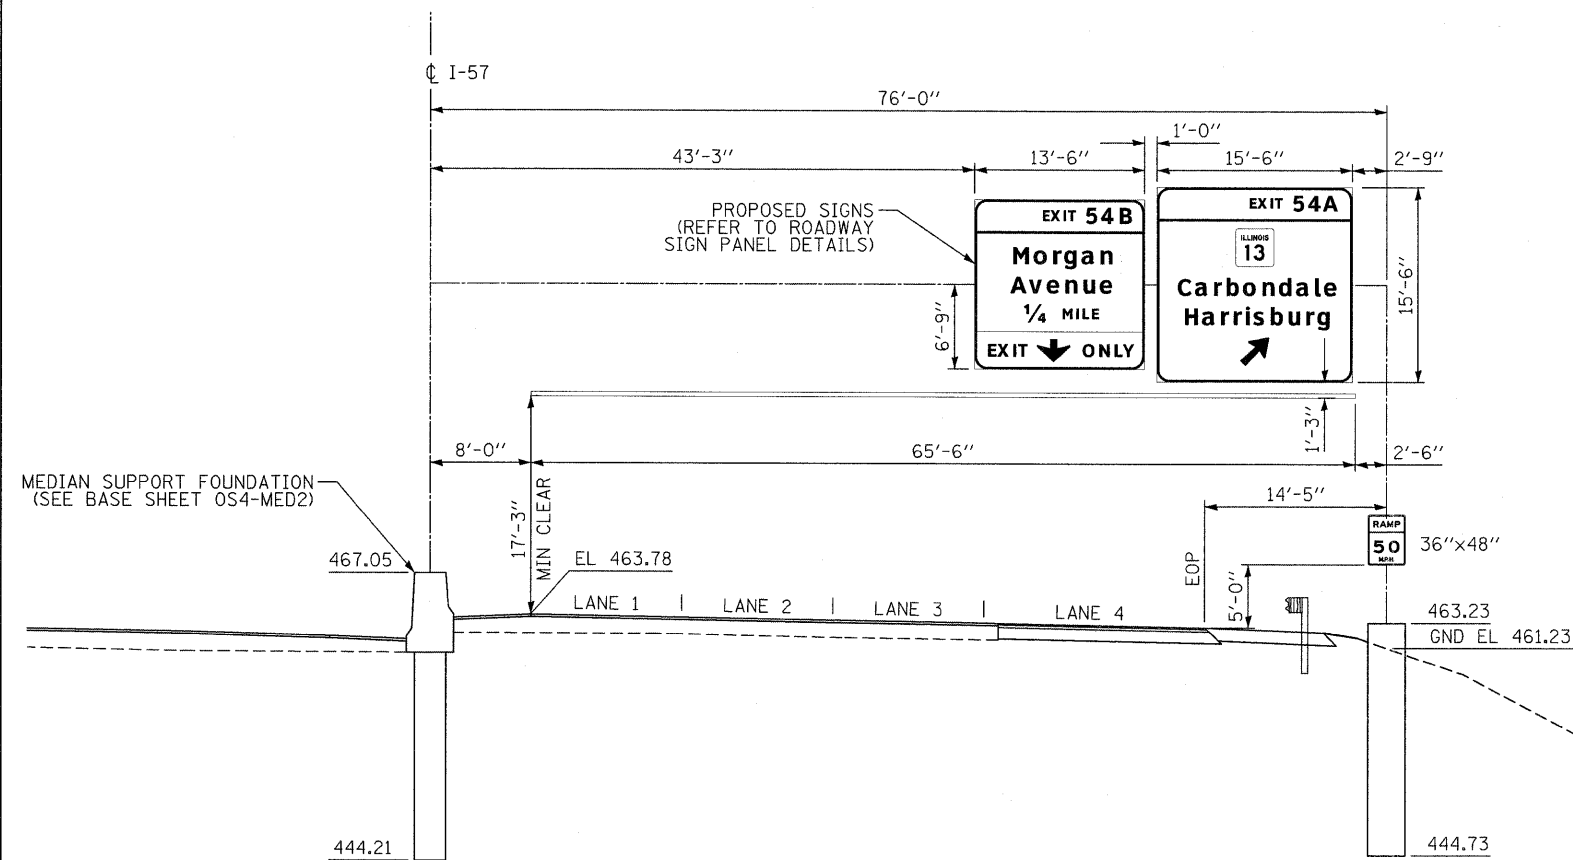 ℄ I-57
76'-0"
1'-0"
43'-3"
13'-6"
15'-6"
2'-9"
PROPOSED SIGNS
(REFER TO ROADWAY
SIGN PANEL DETAILS)
EXIT 54B
Morgan
Avenue
1/4 MILE
EXIT ONLY
EXIT 54A
ILLINOIS
13
Carbondale
Harrisburg
6'-9"
15'-6"
1'-3"
8'-0"
65'-6"
2'-6"
MEDIAN SUPPORT FOUNDATION
(SEE BASE SHEET OS4-MED2)
17'-3"
MIN CLEAR
14'-5"
EOP
RAMP
50
M.P.H.
36"x48"
467.05
EL 463.78
5'-0"
LANE 1
LANE 2
LANE 3
LANE 4
463.23
GND EL 461.23
444.21
444.73